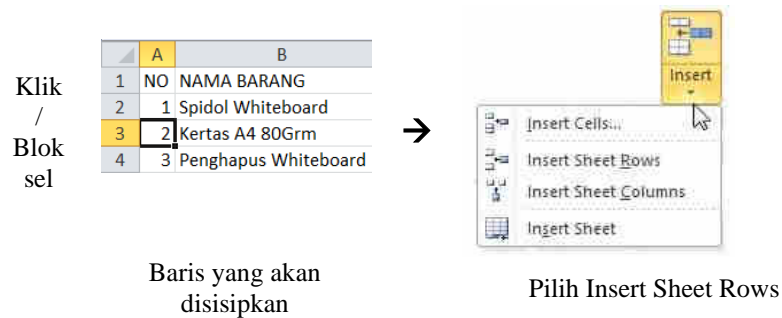 Klik
/
Blok
sel
A B
1 NO NAMA BARANG
2 1 Spidol Whiteboard
3 2 Kertas A4 80Grm
4 3 Penghapus Whiteboard
Baris yang akan
disisipkan
➔
Insert
Insert Cells...
Insert Sheet Rows
Insert Sheet Columns
Insert Sheet
Pilih Insert Sheet Rows